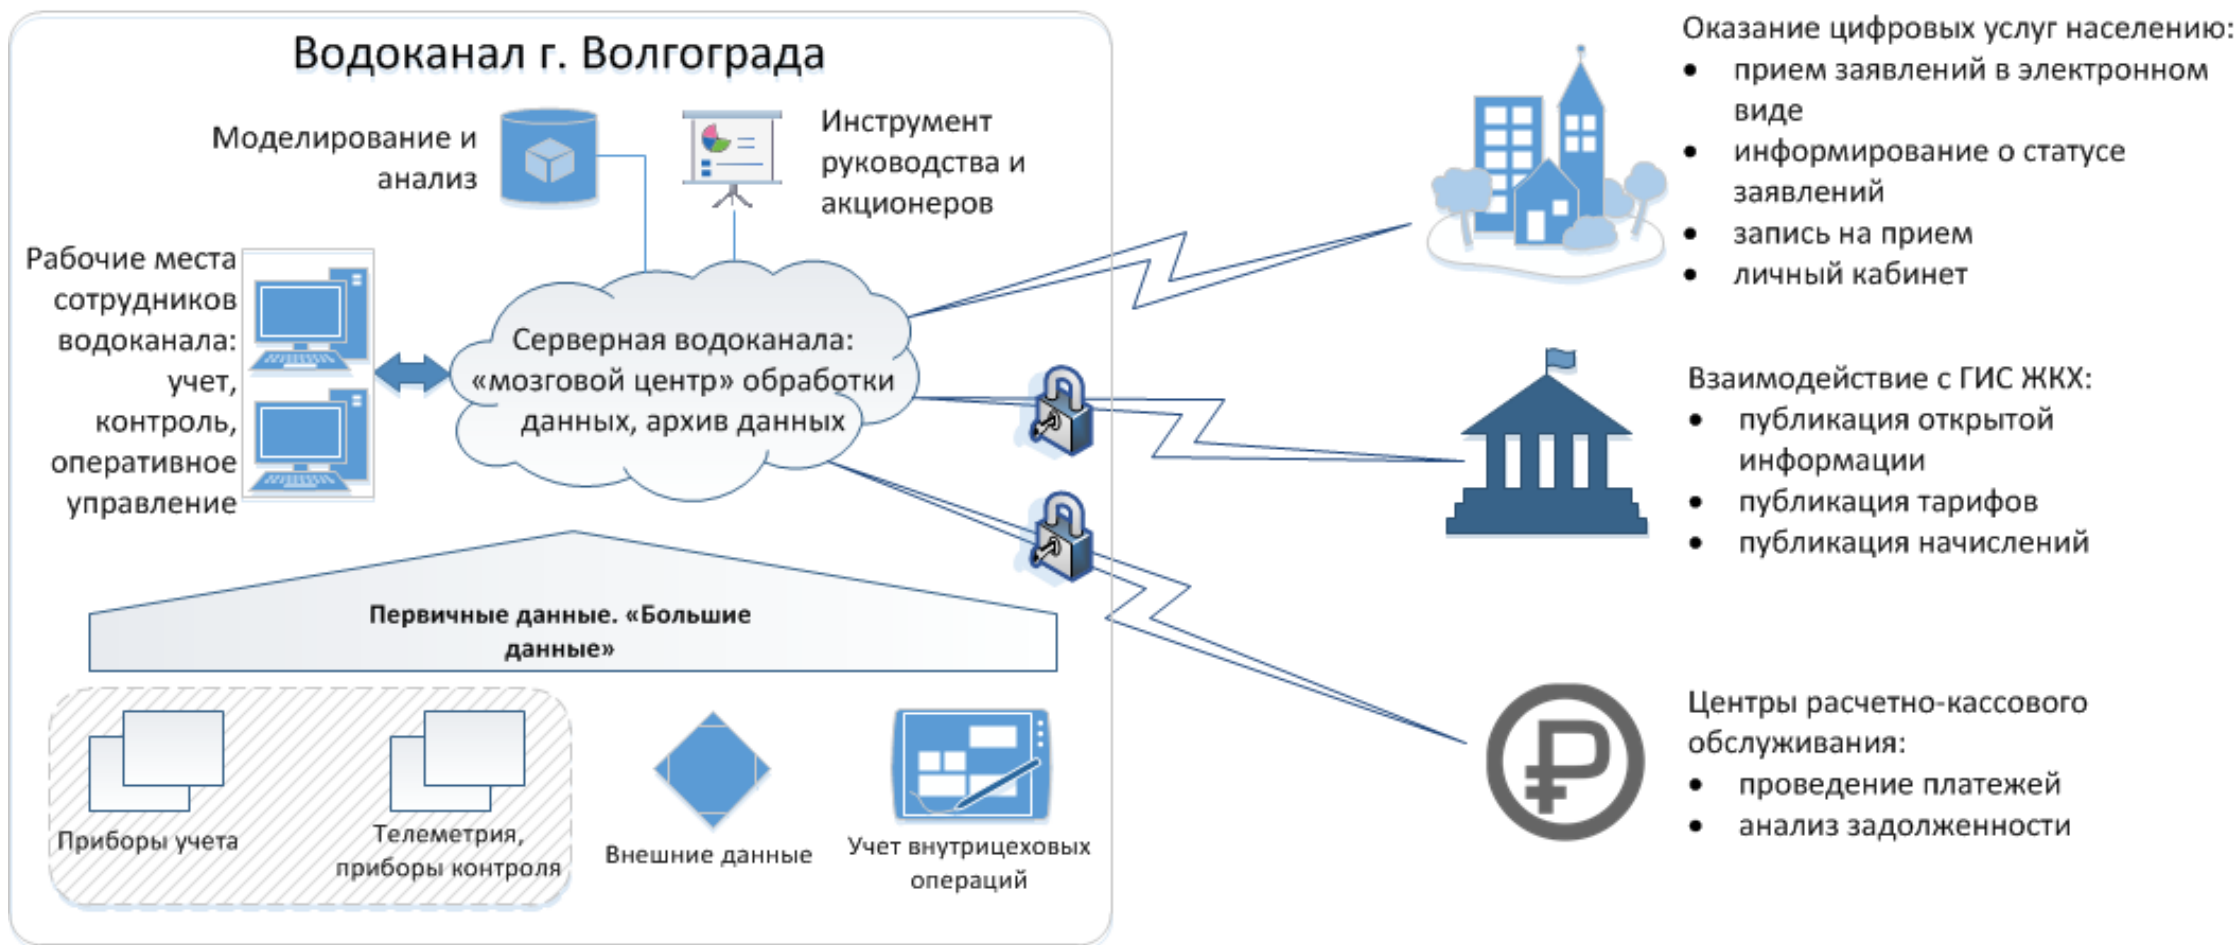 Водоканал г. Волгограда
Моделирование и
анализ
Инструмент
руководства и
акционеров
Рабочие места
сотрудников
водоканала:
учет,
контроль,
оперативное
управление
Серверная водоканала:
«мозговой центр» обработки
данных, архив данных
Первичные данные. «Большие
данные»
Приборы учета
Телеметрия,
приборы контроля
Внешние данные
Учет внутрицеховых
операций
Оказание цифровых услуг населению:
• прием заявлений в электронном
виде
• информирование о статусе
заявлений
• запись на прием
• личный кабинет
Взаимодействие с ГИС ЖКХ:
• публикация открытой
информации
• публикация тарифов
• публикация начислений
Центры расчетно-кассового
обслуживания:
• проведение платежей
• анализ задолженности